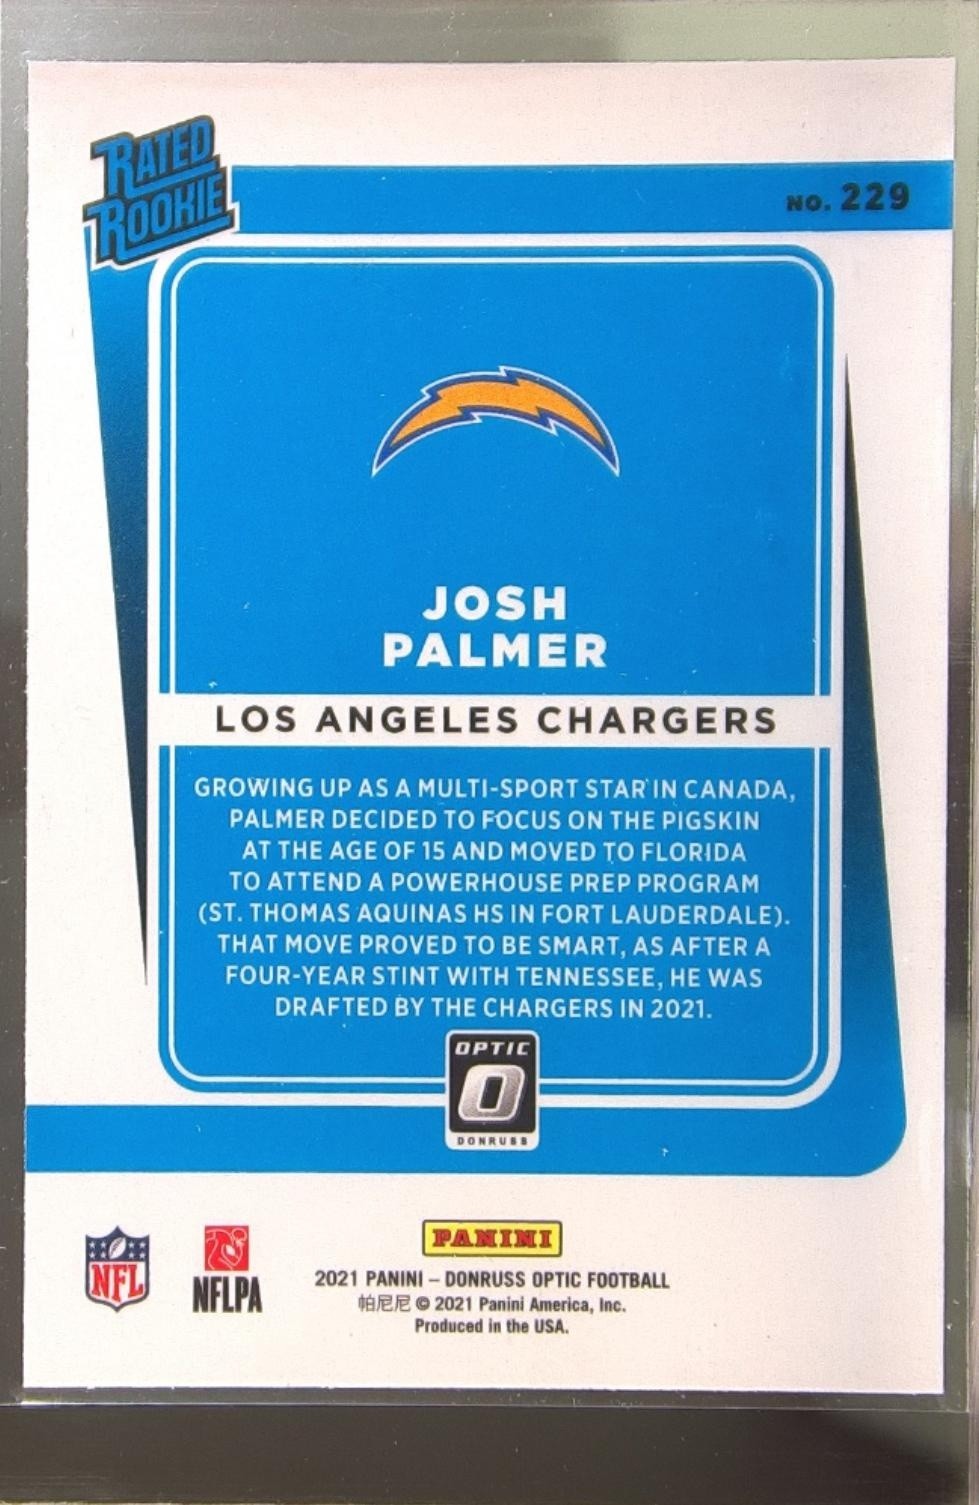 RATED
ROOKIE
NO. 229
JOSH
PALMER
LOS ANGELES CHARGERS
GROWING UP AS A MULTI-SPORT STAR IN CANADA,
PALMER DECIDED TO FOCUS ON THE PIGSKIN
AT THE AGE OF 15 AND MOVED TO FLORIDA
TO ATTEND A POWERHOUSE PREP PROGRAM
(ST. THOMAS AQUINAS HS IN FORT LAUDERDALE).
THAT MOVE PROVED TO BE SMART, AS AFTER A
FOUR-YEAR STINT WITH TENNESSEE, HE WAS
DRAFTED BY THE CHARGERS IN 2021.
OPTIC
O
DONRUSS
NFL
NFLPA
PANINI
2021 PANINI – DONRUSS OPTIC FOOTBALL
帕尼尼 © 2021 Panini America, Inc.
Produced in the USA.